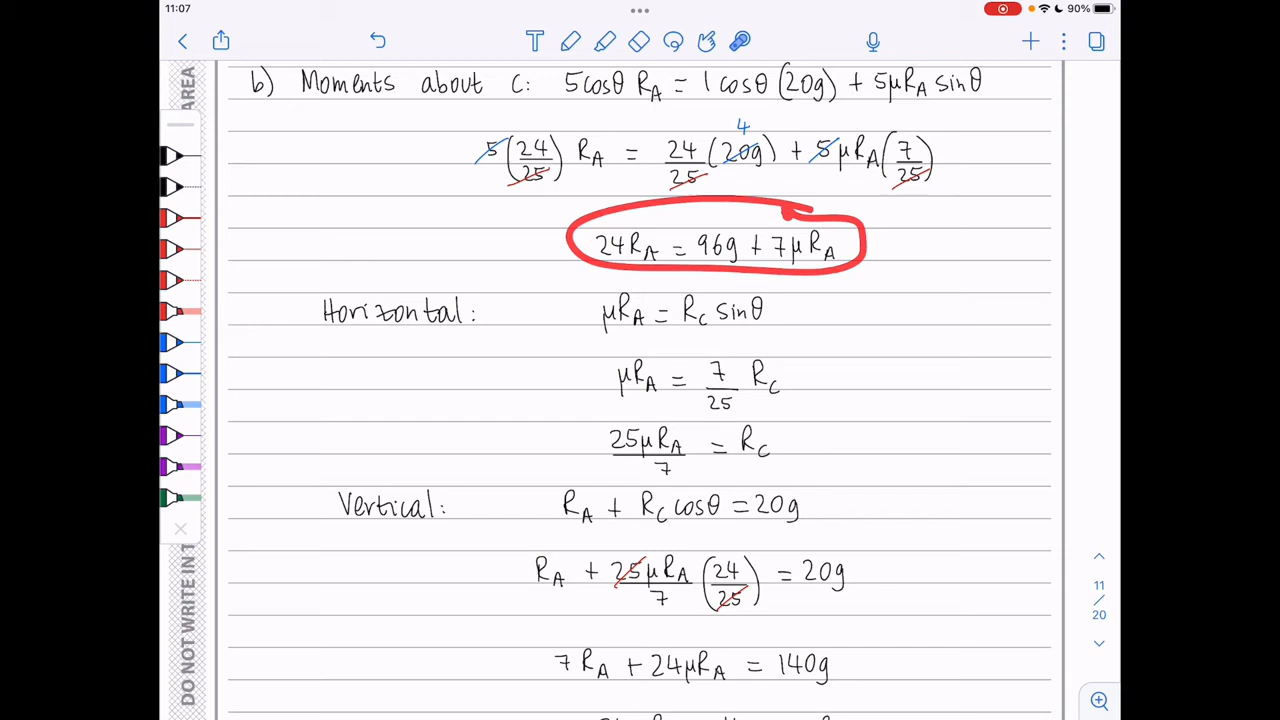 11:07
90%
b) Moments about C: 5cosθ R_A = 1cosθ(20g) + 5μR_A sinθ
4
5(24/25) R_A = 24/25 (20g) + 5μR_A(7/25)
24R_A = 96g + 7μR_A
Horizontal: μR_A = R_C sinθ
μR_A = 7/25 R_C
25μR_A/7 = R_C
Vertical: R_A + R_C cosθ = 20g
R_A + 25μR_A/7 (24/25) = 20g
7R_A + 24μR_A = 140g
AREA
DO NOT WRITE IN T
11
/
20